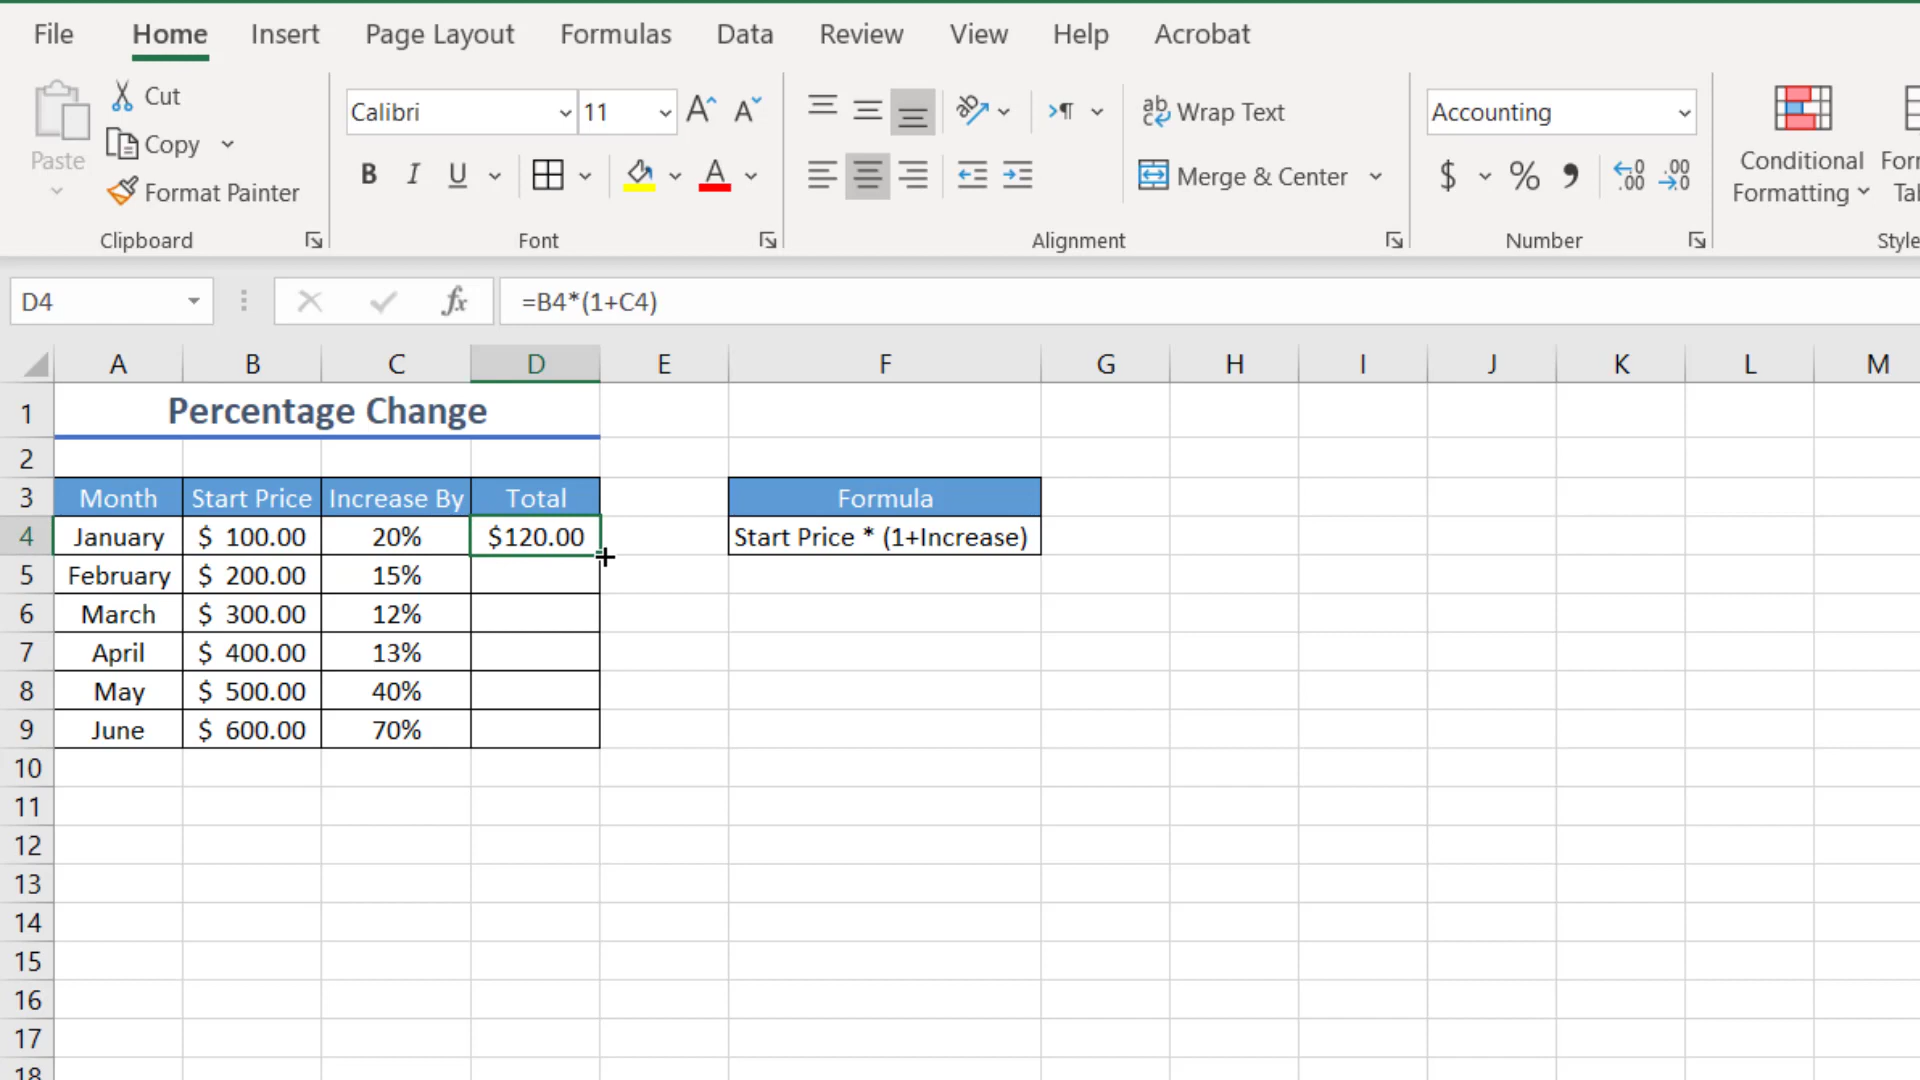 File Home Insert Page Layout Formulas Data Review View Help Acrobat
Paste Cut
Copy
Format Painter
Clipboard
Calibri 11
B I U
Font
Wrap Text
Merge & Center
Alignment
Accounting
$ % 9
Number
Conditional
Formatting
Style
D4 fx =B4*(1+C4)
A B C D E F G H I J K L M
1 Percentage Change
2
3 Month Start Price Increase By Total Formula
4 January $ 100.00 20% $120.00 Start Price * (1+Increase)
5 February $ 200.00 15%
6 March $ 300.00 12%
7 April $ 400.00 13%
8 May $ 500.00 40%
9 June $ 600.00 70%
10
11
12
13
14
15
16
17
18